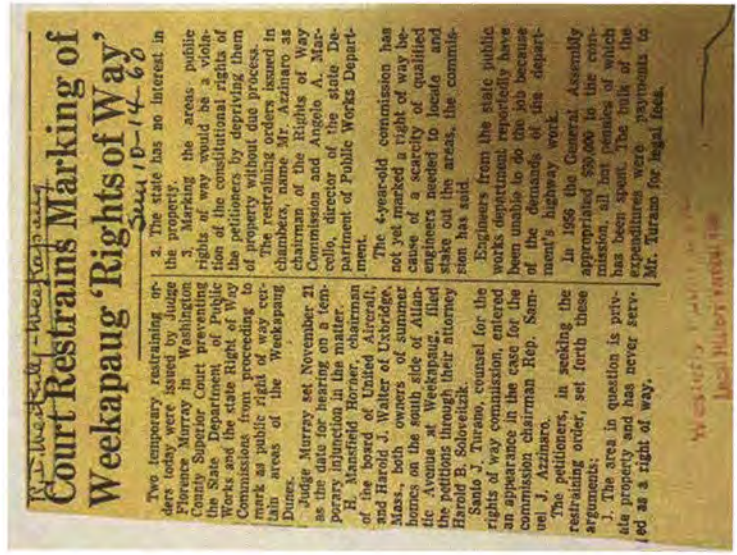 Court Restrains Marking of
Weekapaug 'Rights of Way'
Sun 10-14-60
Two temporary restraining or-
ders today were issued by Judge
Florence Murray in Washington
County Superior Court preventing
the State Department of Public
Works and the state Right of Way
Commissions from proceeding to
mark as public right of way cer-
tain areas of the Weekapaug
Dunes.
Judge Murray set November 21
as the date for hearing on a tem-
porary injunction in the matter.
H. Mansfield Horner, chairman
of the board of United Aircraft,
and Harold J. Walter of Uxbridge,
Mass., both owners of summer
homes on the south side of Atlan-
tic Avenue at Weekapaug, filed
the petitions through their attorney
Harold B. Soloveitzik.
Santo J. Turano, counsel for the
rights of way commission, entered
an appearance in the case for the
commission chairman Rep. Sam-
uel J. Azzinaro.
The petitioners, in seeking the
restraining order, set forth these
arguments:
1. The area in question is priv-
ate property and has never serv-
ed as a right of way.
2. The state has no interest in
the property.
3. Marking the areas public
rights of way would be a viola-
tion of the constitutional rights of
the petitioners by depriving them
of property without due process.
The restraining orders issued in
chambers, name Mr. Azzinaro as
chairman of the Rights of Way
Commission and Angelo A. Mar-
cello, director of the state De-
partment of Public Works Depart-
ment.
The 4-year-old commission has
not yet marked a right of way be-
cause of a scarcity of qualified
engineers needed to locate and
stake out the areas, the commis-
sion has said.
Engineers from the state public
works department reportedly have
been unable to do the job because
of the demands of the depart-
ment's highway work.
In 1956 the General Assembly
appropriated $30,000 to the com-
mission, all but pennies of which
has been spent. The bulk of the
expenditures were payments to
Mr. Turano for legal fees.